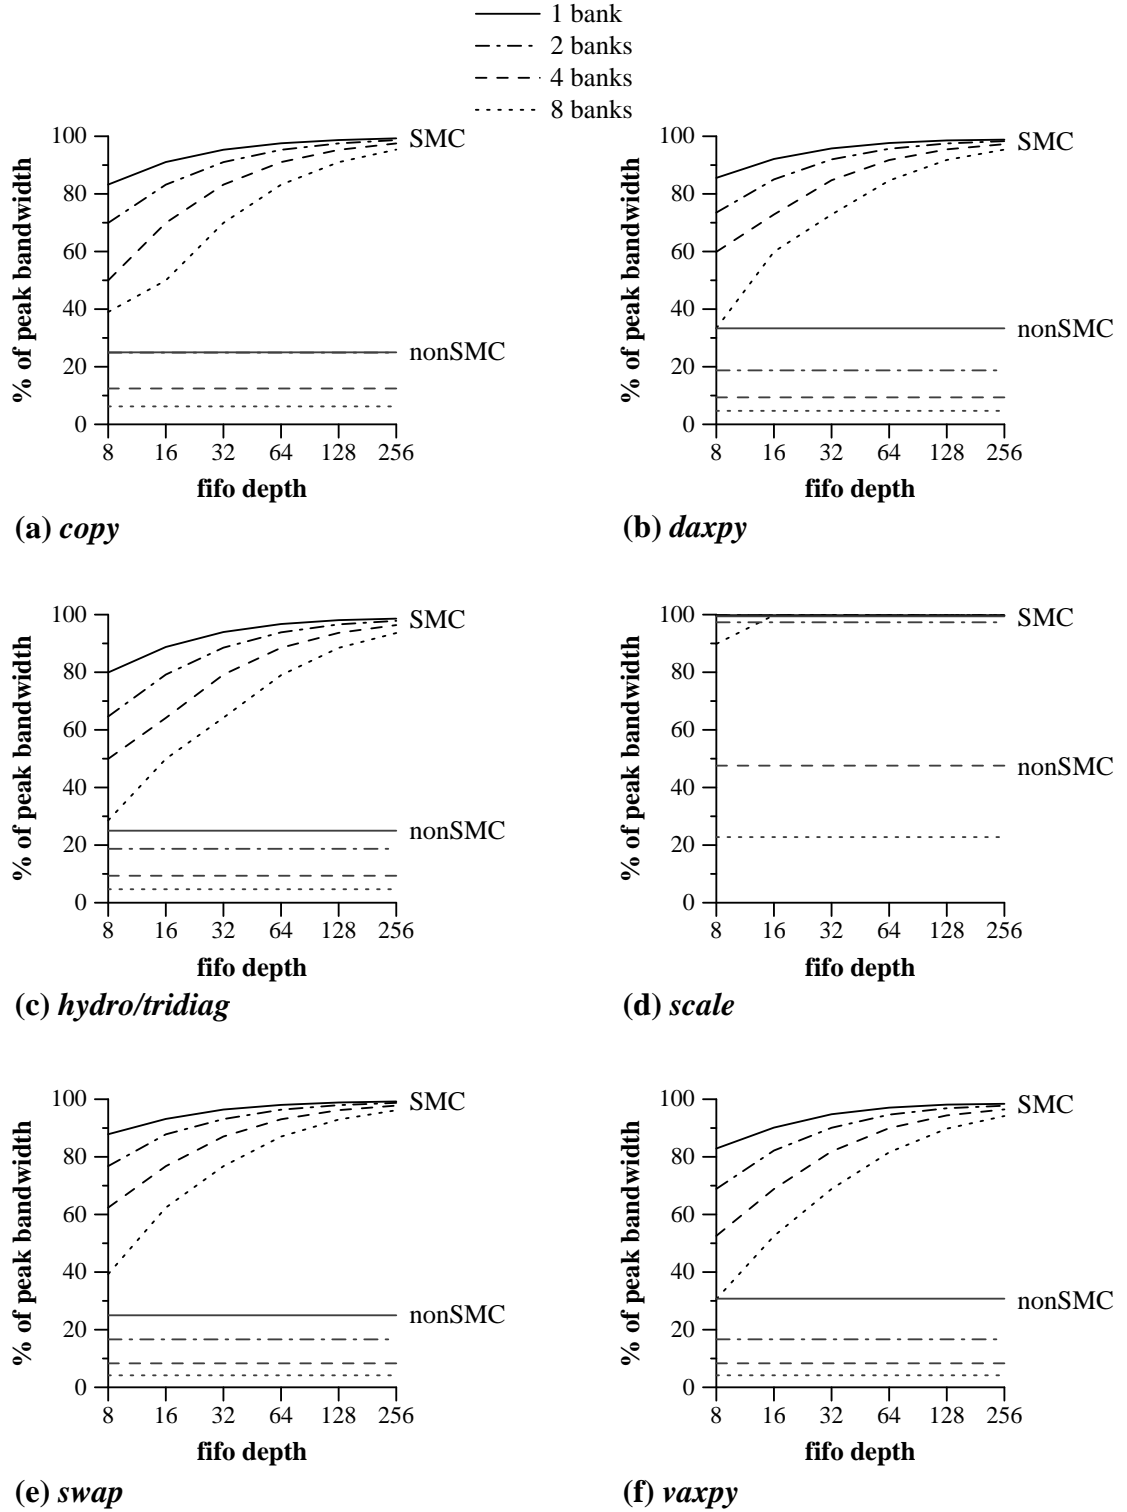 1 bank
2 banks
4 banks
8 banks
% of peak bandwidth
100
80
60
40
20
0
SMC
nonSMC
8 16 32 64 128 256
fifo depth
(a) copy
% of peak bandwidth
100
80
60
40
20
0
SMC
nonSMC
8 16 32 64 128 256
fifo depth
(b) daxpy
% of peak bandwidth
100
80
60
40
20
0
SMC
nonSMC
8 16 32 64 128 256
fifo depth
(c) hydro/tridiag
% of peak bandwidth
100
80
60
40
20
0
SMC
nonSMC
8 16 32 64 128 256
fifo depth
(d) scale
% of peak bandwidth
100
80
60
40
20
0
SMC
nonSMC
8 16 32 64 128 256
fifo depth
(e) swap
% of peak bandwidth
100
80
60
40
20
0
SMC
nonSMC
8 16 32 64 128 256
fifo depth
(f) vaxpy